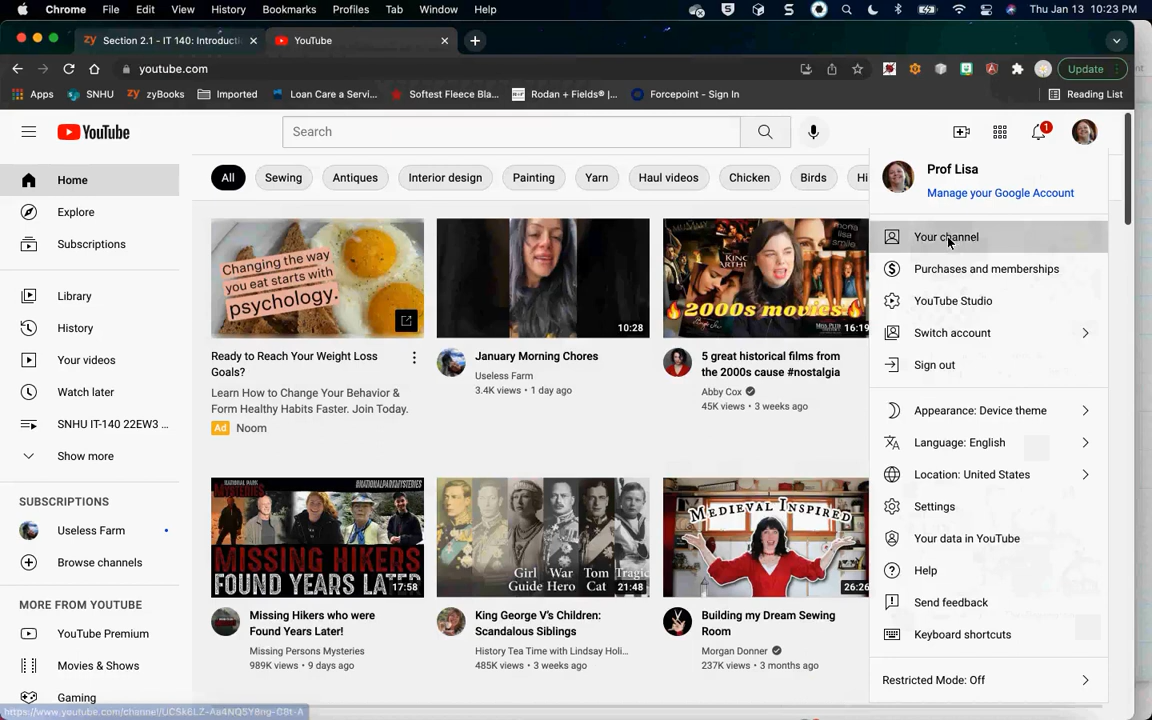 Chrome File Edit View History Bookmarks Profiles Tab Window Help Thu Jan 13 10:23 PM
Section 2.1 - IT 140: Introducti
YouTube
youtube.com
Update
Apps SNHU zyBooks Imported Loan Care a Servi... Softest Fleece Bla... Rodan + Fields® |... Forcepoint - Sign In Reading List
YouTube
Search
1
All Sewing Antiques Interior design Painting Yarn Haul videos Chicken Birds Hi
Home
Explore
Subscriptions
Library
History
Your videos
Watch later
SNHU IT-140 22EW3 ...
Show more
SUBSCRIPTIONS
Useless Farm
Browse channels
MORE FROM YOUTUBE
YouTube Premium
Movies & Shows
Gaming
Changing the way
you eat starts with
psychology.
Ready to Reach Your Weight Loss
Goals?
Learn How to Change Your Behavior &
Form Healthy Habits Faster. Join Today.
Ad Noom
10:28
January Morning Chores
Useless Farm
3.4K views • 1 day ago
mona
lisa
smile
KING
ARTHUR
2000s movies
16:19
5 great historical films from
the 2000s cause #nostalgia
Abby Cox
45K views • 3 weeks ago
MYSTERIES
#NATIONALPARKMYSTERIES
MISSING HIKERS
FOUND YEARS LATER
17:58
Missing Hikers who were
Found Years Later!
Missing Persons Mysteries
989K views • 9 days ago
Girl War Tom Tragic
Guide Hero Cat
21:48
King George V's Children:
Scandalous Siblings
History Tea Time with Lindsay Holi...
485K views • 3 weeks ago
MEDIEVAL INSPIRED
26:26
Building my Dream Sewing
Room
Morgan Donner
237K views • 3 months ago
Prof Lisa
Manage your Google Account
Your channel
Purchases and memberships
YouTube Studio
Switch account
Sign out
Appearance: Device theme
Language: English
Location: United States
Settings
Your data in YouTube
Help
Send feedback
Keyboard shortcuts
Restricted Mode: Off